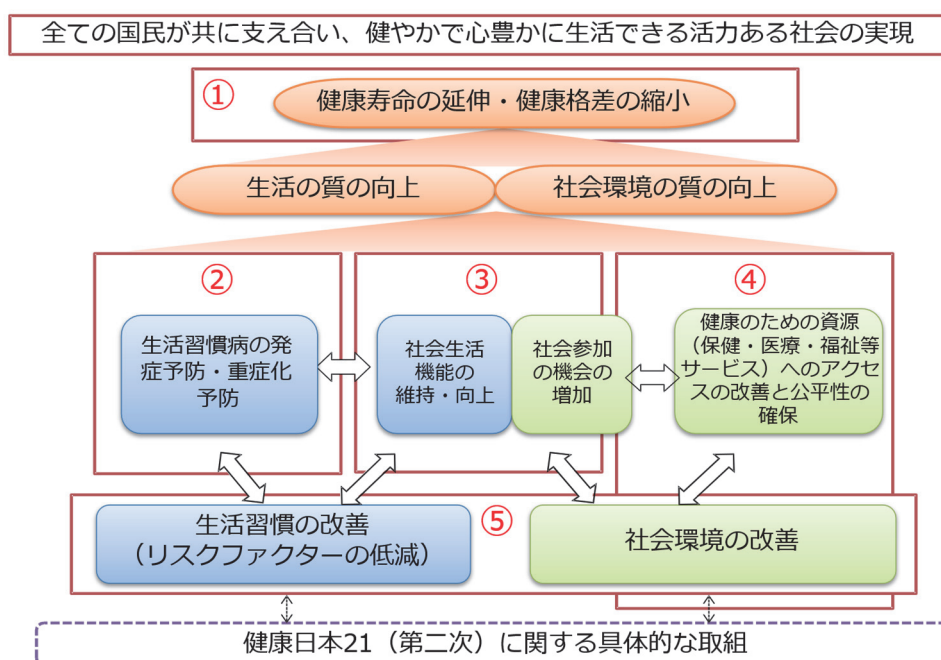 全ての国民が共に支え合い、健やかで心豊かに生活できる活力ある社会の実現
①
健康寿命の延伸・健康格差の縮小
生活の質の向上
社会環境の質の向上
②
生活習慣病の発
症予防・重症化
予防
③
社会生活
機能の
維持・向上
社会参加
の機会の
増加
④
健康のための資源
（保健・医療・福祉等
サービス）へのアクセ
スの改善と公平性の
確保
⑤
生活習慣の改善
（リスクファクターの低減）
社会環境の改善
健康日本21（第二次）に関する具体的な取組